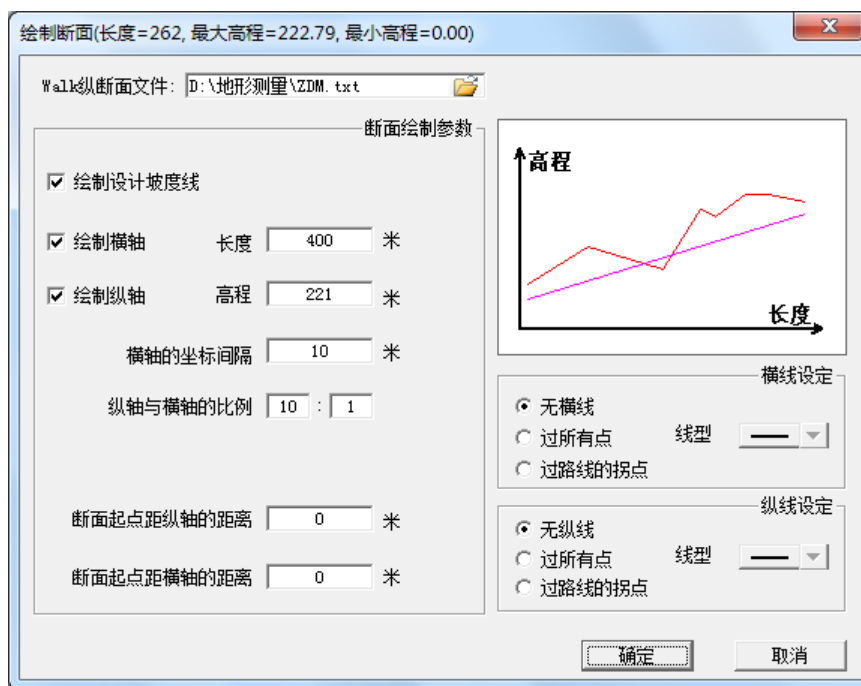 绘制断面(长度=262, 最大高程=222.79, 最小高程=0.00)
Walk纵断面文件: D:\地形测量\ZDM.txt
断面绘制参数
绘制设计坡度线
绘制横轴 长度 400 米
绘制纵轴 高程 221 米
横轴的坐标间隔 10 米
纵轴与横轴的比例 10 : 1
断面起点距纵轴的距离 0 米
断面起点距横轴的距离 0 米
高程
长度
横线设定
无横线
过所有点 线型
过路线的拐点
纵线设定
无纵线
过所有点 线型
过路线的拐点
确定 取消